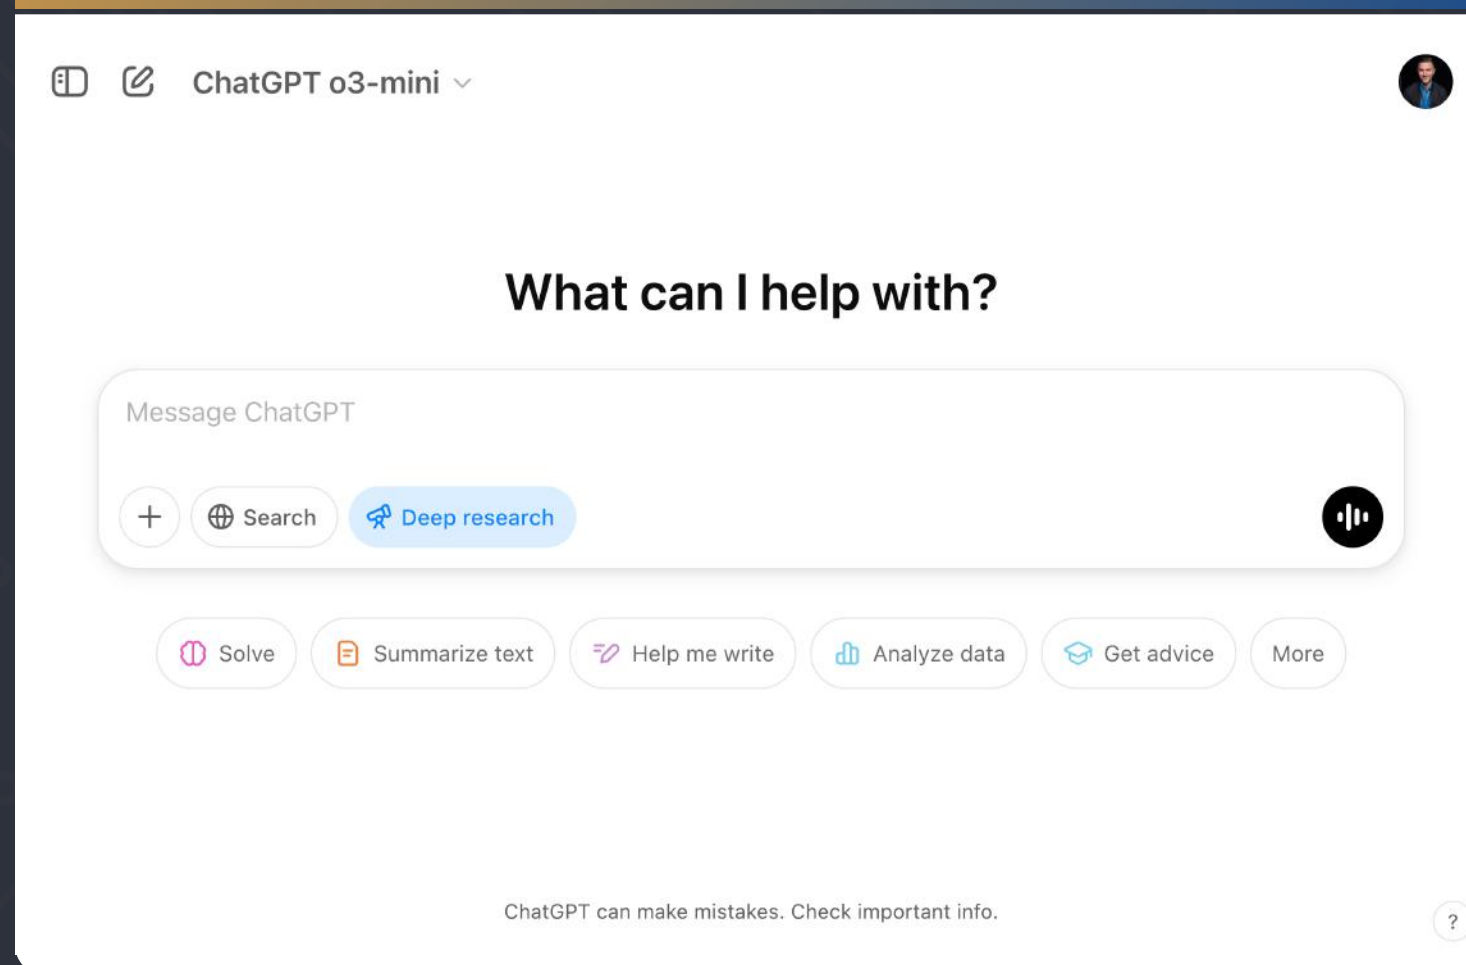 ChatGPT o3-mini
What can I help with?
Message ChatGPT
Search Deep research
Solve Summarize text Help me write Analyze data Get advice More
ChatGPT can make mistakes. Check important info.
?